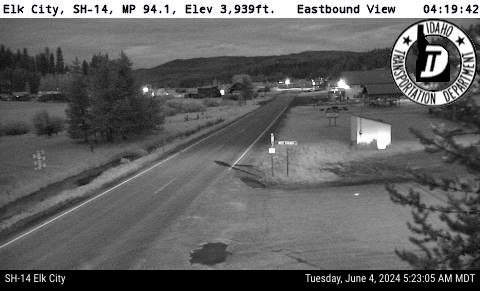 Elk City, SH-14, MP 94.1, Elev 3,939ft. Eastbound View 04:19:42
IDAHO
TRANSPORTATION DEPARTMENT
SH-14 Elk City Tuesday, June 4, 2024 5:23:05 AM MDT